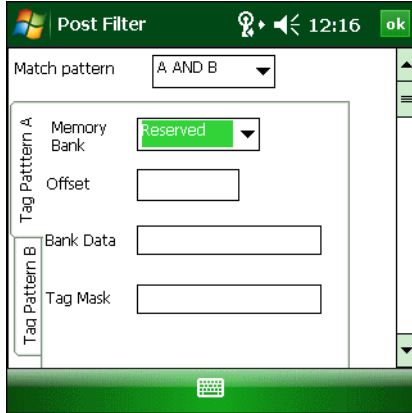 Post Filter 12:16 ok
Match pattern A AND B
Tag Patttern A
Memory Bank Reserved
Offset
Bank Data
Tag Pattern B
Tag Mask